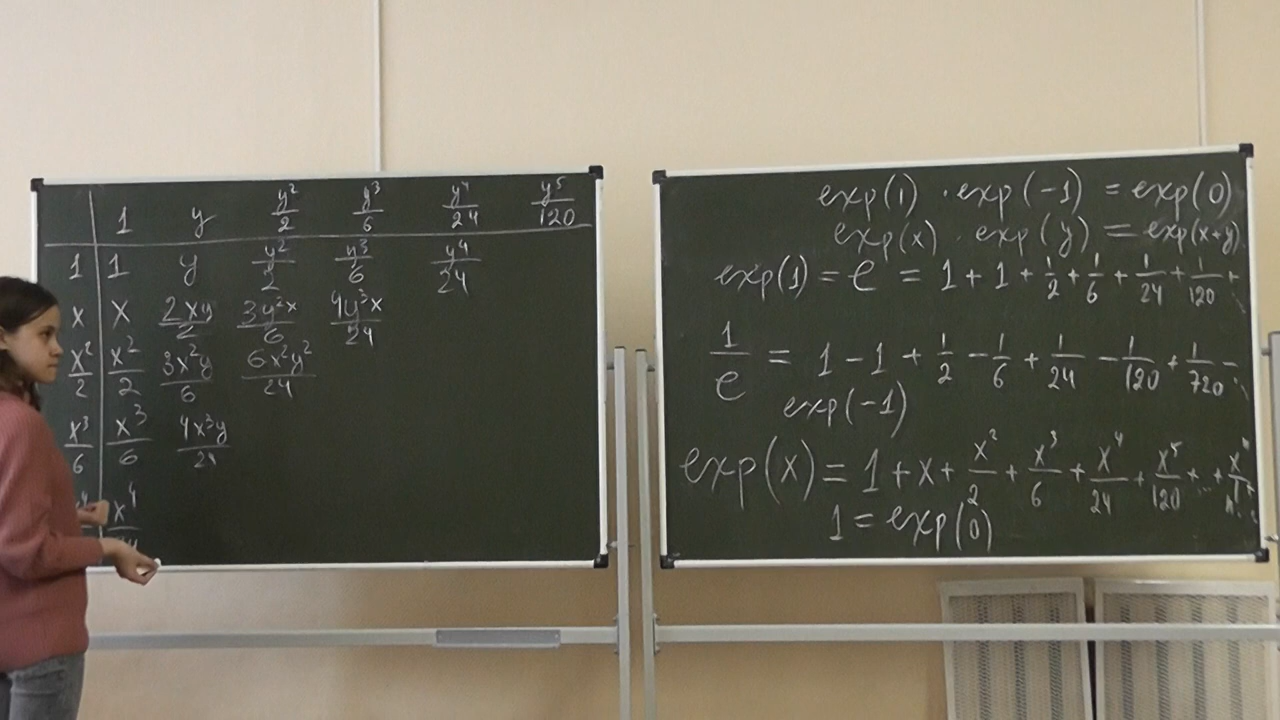 1 y y²/2 y³/6 y⁴/24 y⁵/120
1 1 y y²/2 y³/6 y⁴/24
x x 2xy/2 3y²x/6 4y³x/24
x²/2 x²/2 3x²y/6 6x²y²/24
x³/6 x³/6 4x³y/24
x⁴
exp(1) · exp(-1) = exp(0)
exp(x) · exp(y) = exp(x+y)
exp(1) = e = 1 + 1 + 1/2 + 1/6 + 1/24 + 1/120 +
1/e = 1 - 1 + 1/2 - 1/6 + 1/24 - 1/120 + 1/720 - ...
exp(-1)
exp(x) = 1 + x + x²/2 + x³/6 + x⁴/24 + x⁵/120 + ... + xⁿ/n! + ...
1 = exp(0)